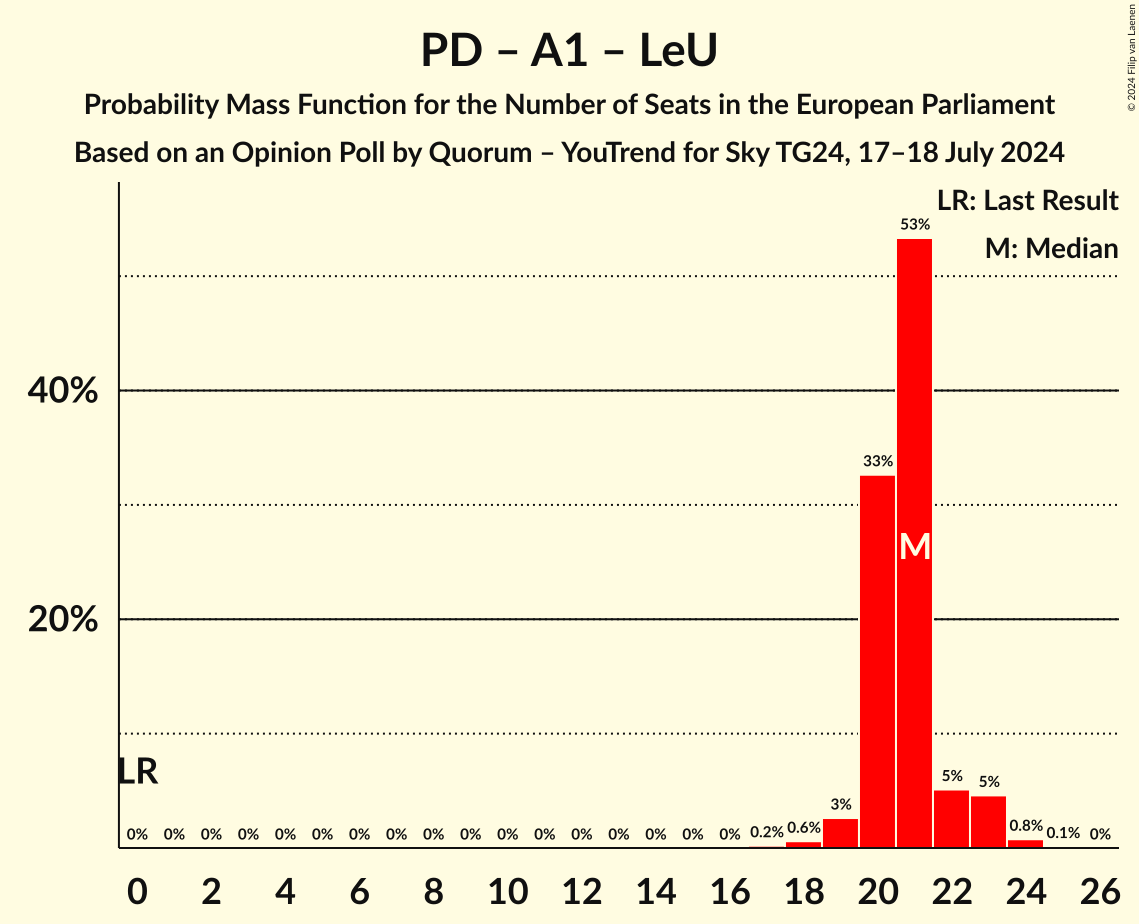 PD – A1 – LeU
Probability Mass Function for the Number of Seats in the European Parliament
Based on an Opinion Poll by Quorum – YouTrend for Sky TG24, 17–18 July 2024
© 2024 Filip van Laenen
LR: Last Result
M: Median
53%
40%
33%
M
20%
LR
0% 0% 0% 0% 0% 0% 0% 0% 0% 0% 0% 0% 0% 0% 0% 0% 0% 0.2% 0.6% 3% 5% 5% 0.8% 0.1% 0%
0 2 4 6 8 10 12 14 16 18 20 22 24 26